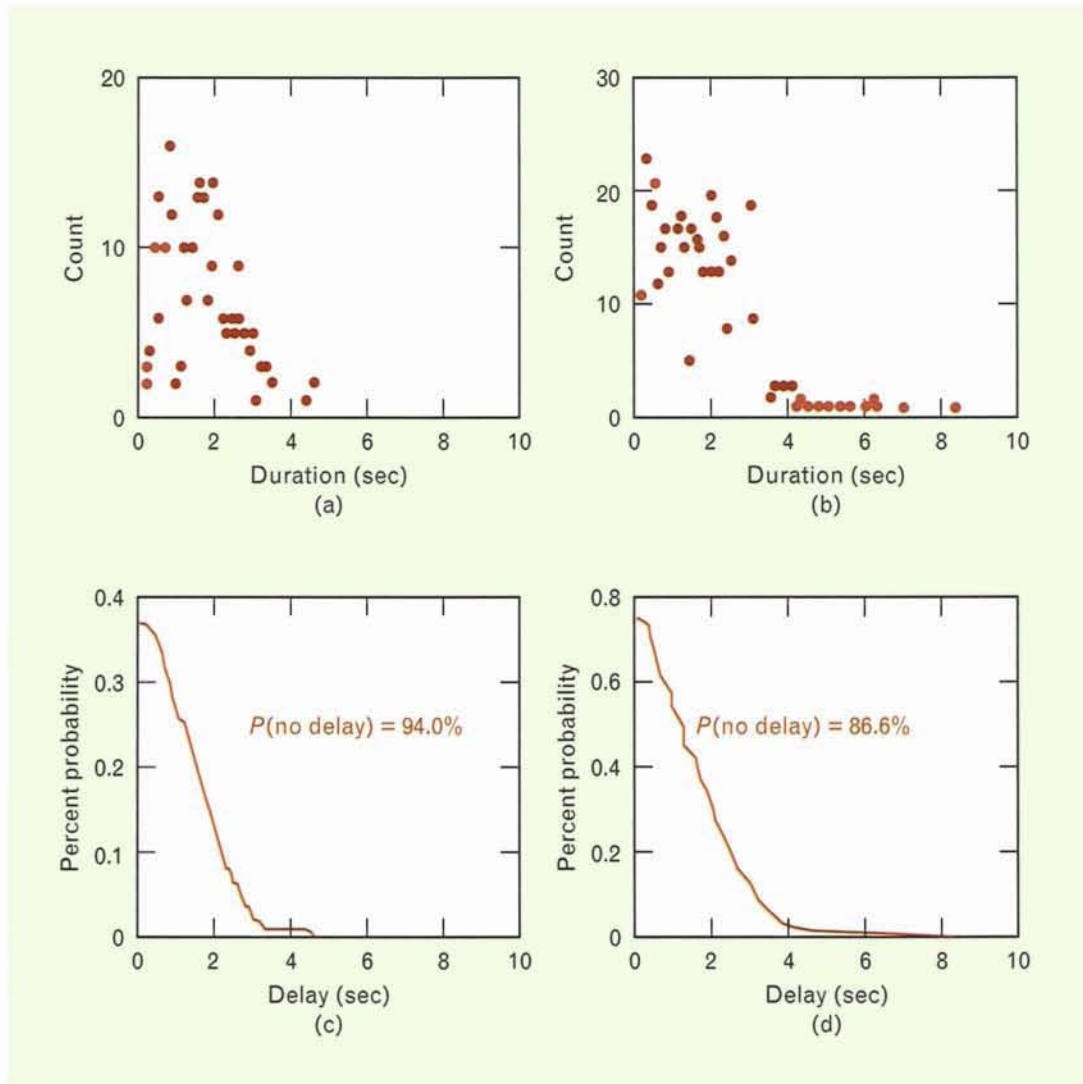 20
10
0
Count
0 2 4 6 8 10
Duration (sec)
(a)
30
20
10
0
Count
0 2 4 6 8 10
Duration (sec)
(b)
0.4
0.3
0.2
0.1
0
Percent probability
P(no delay) = 94.0%
0 2 4 6 8 10
Delay (sec)
(c)
0.8
0.6
0.4
0.2
0
Percent probability
P(no delay) = 86.6%
0 2 4 6 8 10
Delay (sec)
(d)